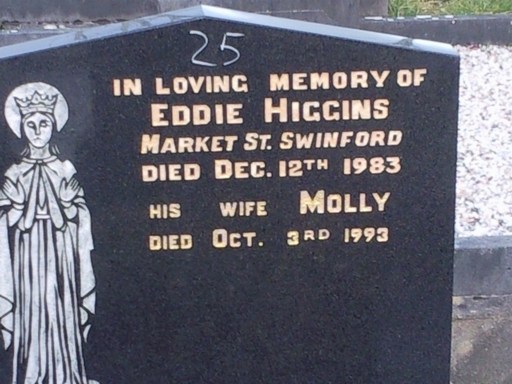 25
IN LOVING MEMORY OF
EDDIE HIGGINS
MARKET ST. SWINFORD
DIED DEC. 12TH 1983
HIS WIFE MOLLY
DIED OCT. 3RD 1993